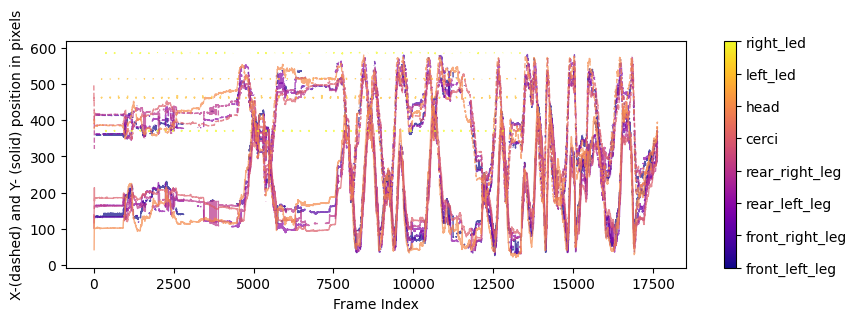 X-(dashed) and Y- (solid) position in pixels
600
500
400
300
200
100
0
0
2500
5000
7500
10000
12500
15000
17500
Frame Index
right_led
left_led
head
cerci
rear_right_leg
rear_left_leg
front_right_leg
front_left_leg